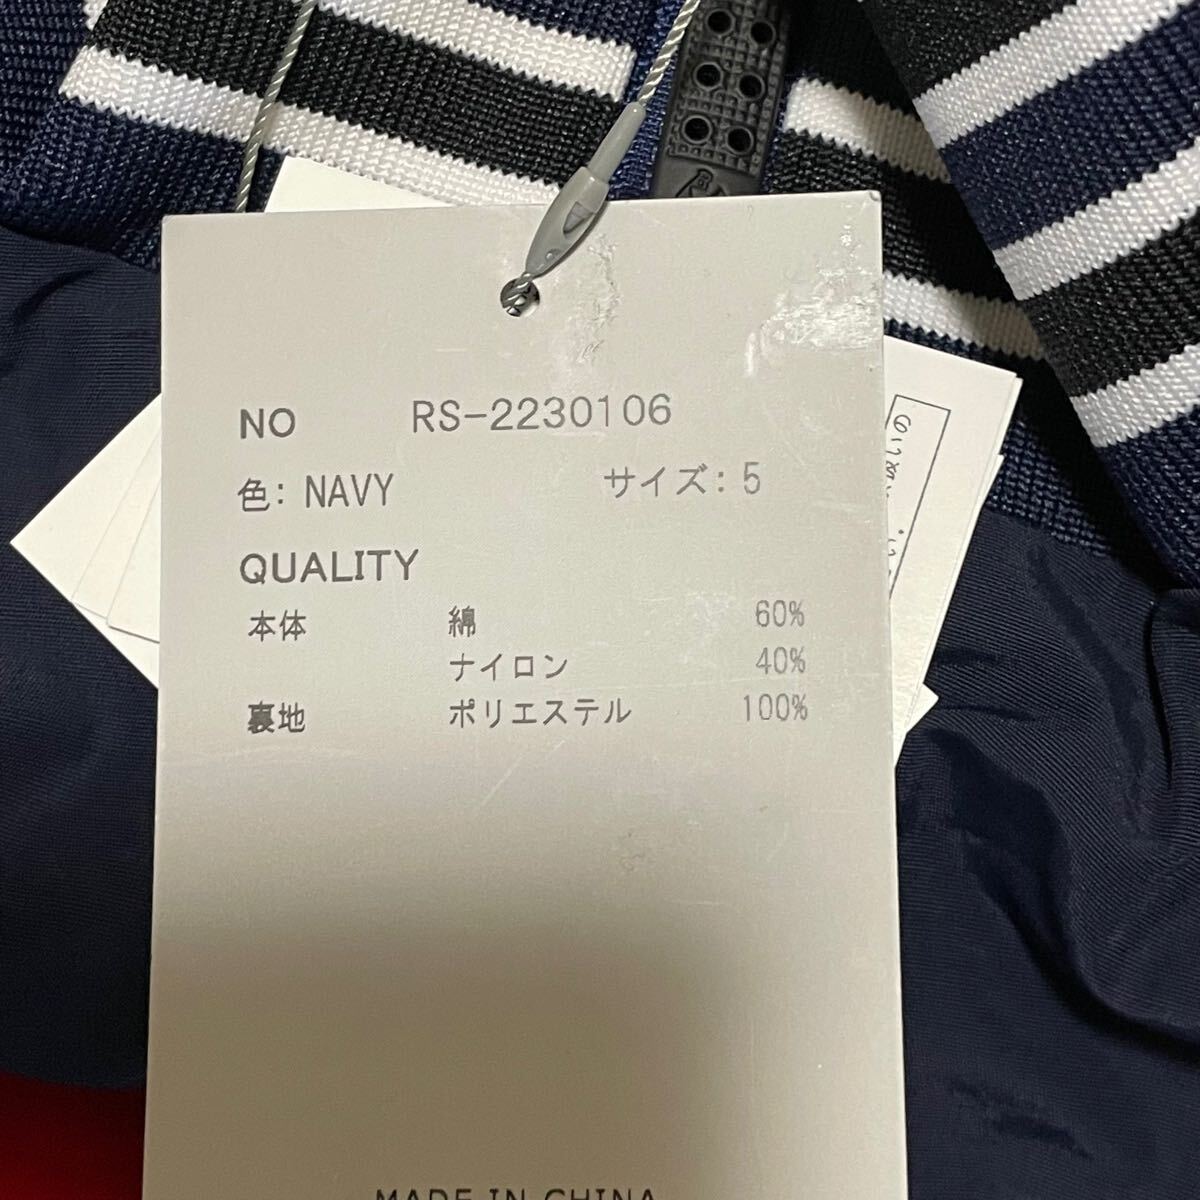 NO RS-2230106
色: NAVY サイズ: 5
QUALITY
本体 綿 60%
ナイロン 40%
裏地 ポリエステル 100%
MADE IN CHINA